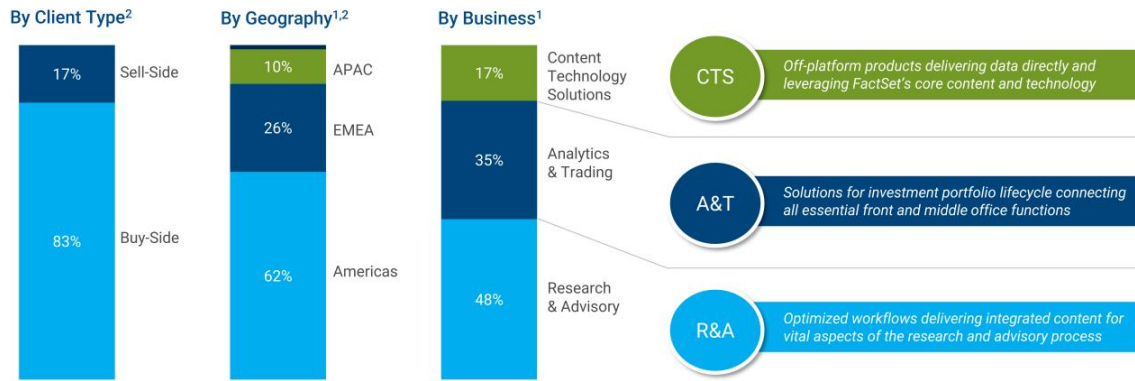 By Client Type2
17%
Sell-Side
83%
Buy-Side
By Geography1,2
10%
APAC
26%
EMEA
62%
Americas
By Business1
17%
Content
Technology
Solutions
35%
Analytics
& Trading
48%
Research
& Advisory
CTS
Off-platform products delivering data directly and
leveraging FactSet's core content and technology
A&T
Solutions for investment portfolio lifecycle connecting
all essential front and middle office functions
R&A
Optimized workflows delivering integrated content for
vital aspects of the research and advisory process